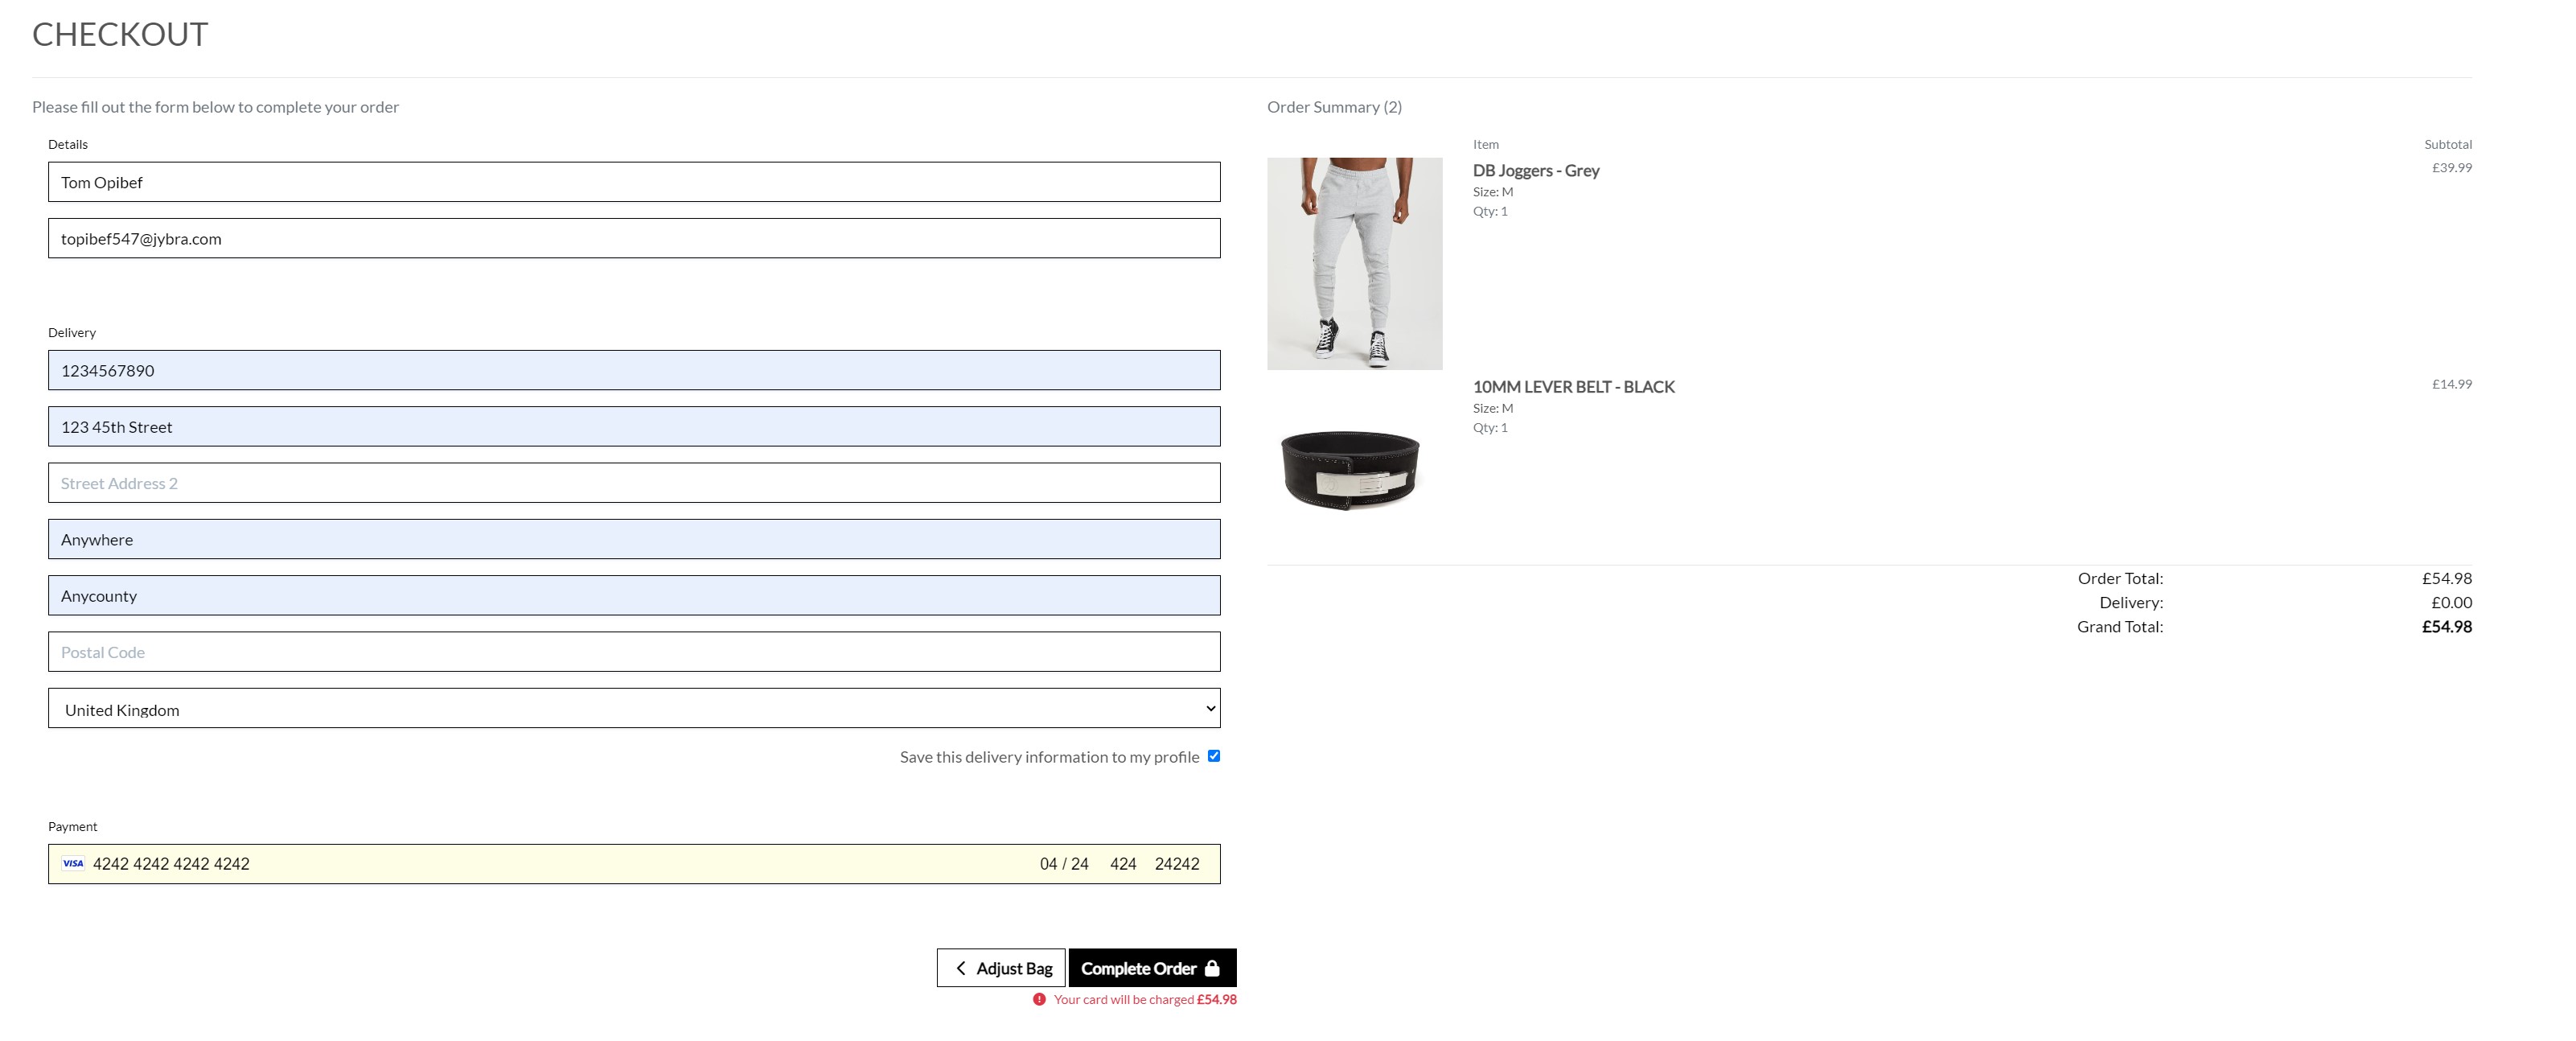 CHECKOUT
Please fill out the form below to complete your order
Details
Tom Opibef
topibef547@jybra.com
Delivery
1234567890
123 45th Street
Street Address 2
Anywhere
Anycounty
Postal Code
United Kingdom
Save this delivery information to my profile
Payment
VISA 4242 4242 4242 4242 04 / 24 424 24242
Adjust Bag Complete Order
Your card will be charged £54.98
Order Summary (2)
Item Subtotal
DB Joggers - Grey £39.99
Size: M
Qty: 1
10MM LEVER BELT - BLACK £14.99
Size: M
Qty: 1
Order Total: £54.98
Delivery: £0.00
Grand Total: £54.98